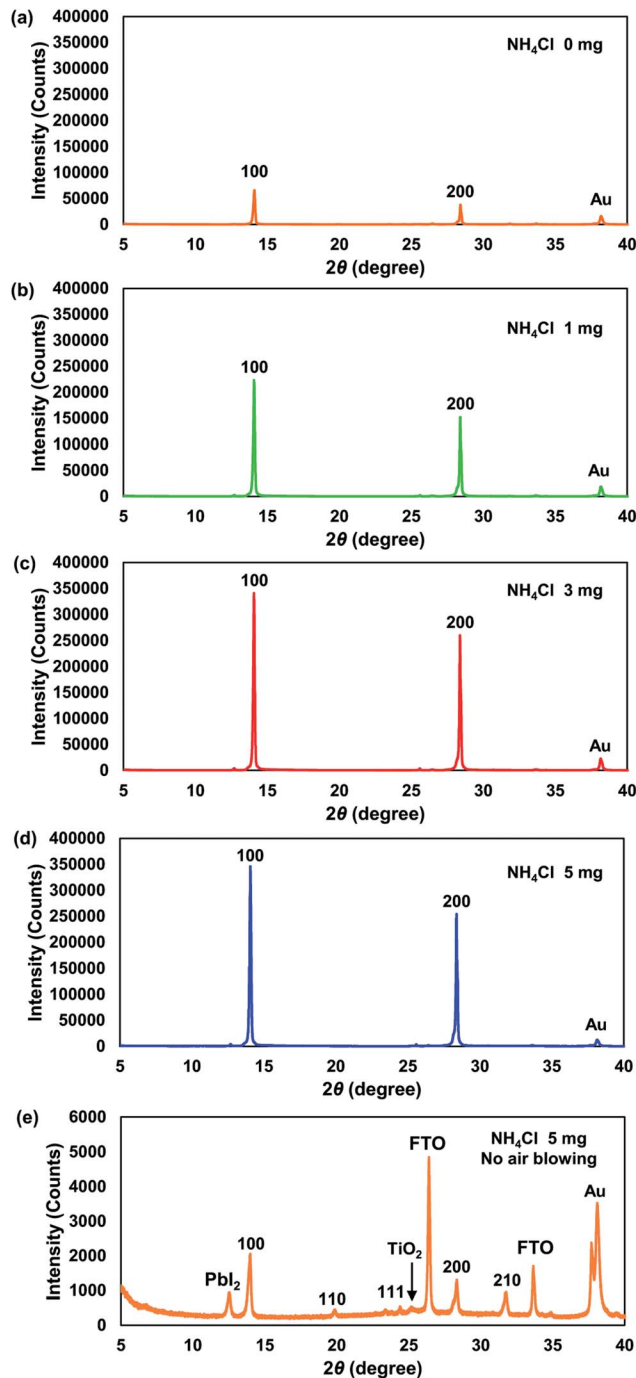 (a)
400000
350000
300000
250000
200000
150000
100000
50000
0
Intensity (Counts)
NH₄Cl 0 mg
100
200
Au
5 10 15 20 25 30 35 40
2θ (degree)
(b)
400000
350000
300000
250000
200000
150000
100000
50000
0
Intensity (Counts)
NH₄Cl 1 mg
100
200
Au
5 10 15 20 25 30 35 40
2θ (degree)
(c)
400000
350000
300000
250000
200000
150000
100000
50000
0
Intensity (Counts)
NH₄Cl 3 mg
100
200
Au
5 10 15 20 25 30 35 40
2θ (degree)
(d)
400000
350000
300000
250000
200000
150000
100000
50000
0
Intensity (Counts)
NH₄Cl 5 mg
100
200
Au
5 10 15 20 25 30 35 40
2θ (degree)
(e)
6000
5000
4000
3000
2000
1000
0
Intensity (Counts)
NH₄Cl 5 mg
No air blowing
PbI₂
100
110
111
TiO₂
FTO
200
210
FTO
Au
5 10 15 20 25 30 35 40
2θ (degree)